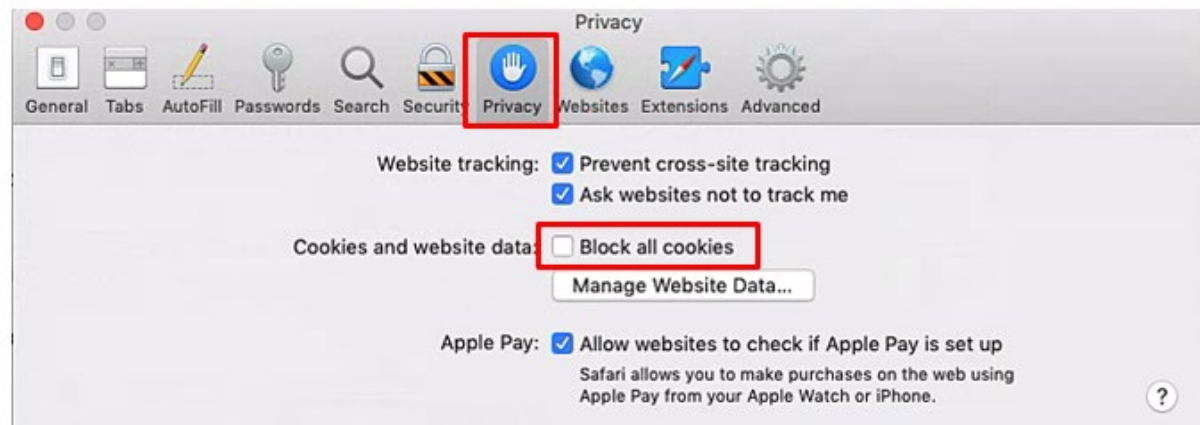 Privacy
General Tabs AutoFill Passwords Search Security Privacy Websites Extensions Advanced
Website tracking: Prevent cross-site tracking
Ask websites not to track me
Cookies and website data: Block all cookies
Manage Website Data...
Apple Pay: Allow websites to check if Apple Pay is set up
Safari allows you to make purchases on the web using
Apple Pay from your Apple Watch or iPhone.
?